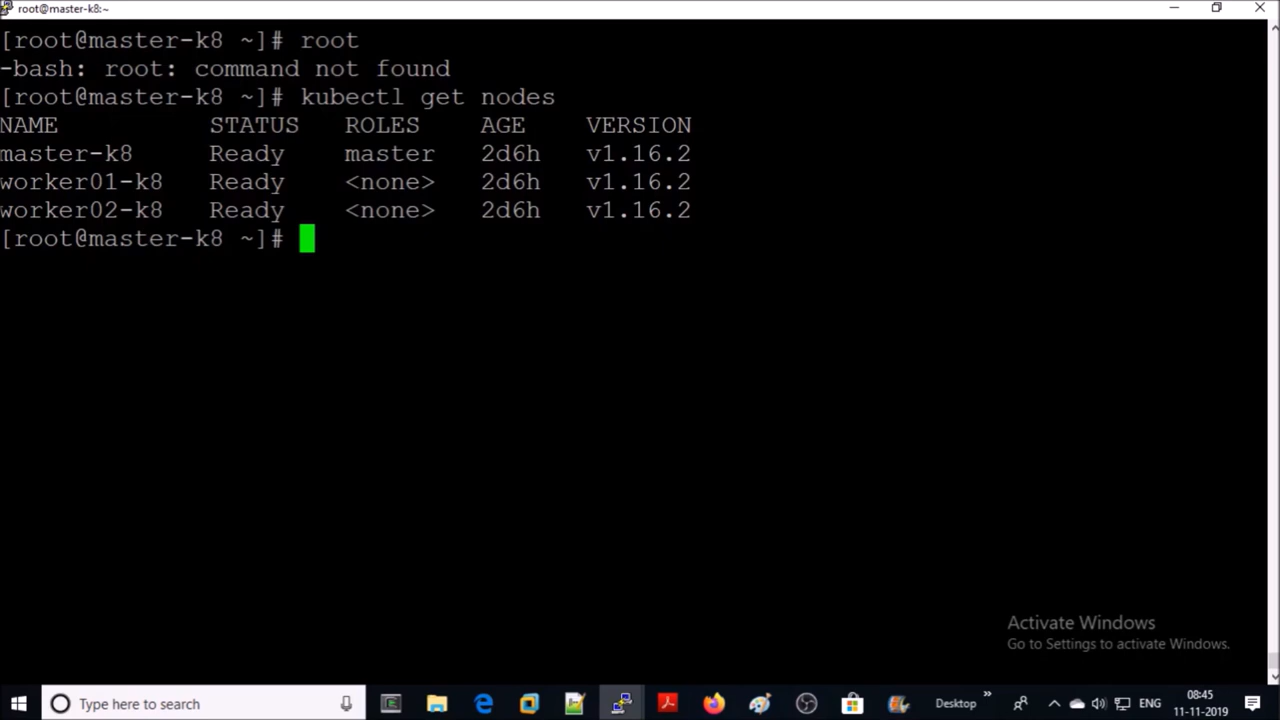 root@master-k8:~
[root@master-k8 ~]# root
-bash: root: command not found
[root@master-k8 ~]# kubectl get nodes
NAME STATUS ROLES AGE VERSION
master-k8 Ready master 2d6h v1.16.2
worker01-k8 Ready <none> 2d6h v1.16.2
worker02-k8 Ready <none> 2d6h v1.16.2
[root@master-k8 ~]#
Activate Windows
Go to Settings to activate Windows.
Type here to search
Desktop
ENG
08:45
11-11-2019